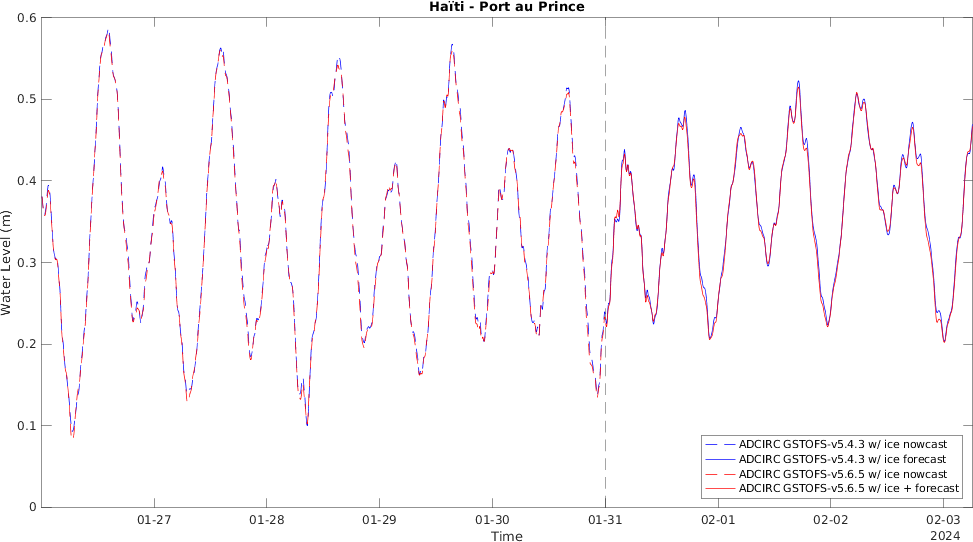 Haïti - Port au Prince
0.6
0.5
0.4
0.3
0.2
0.1
0
Water Level (m)
01-27 01-28 01-29 01-30 01-31 02-01 02-02 02-03
Time
2024
ADCIRC GSTOFS-v5.4.3 w/ ice nowcast
ADCIRC GSTOFS-v5.4.3 w/ ice forecast
ADCIRC GSTOFS-v5.6.5 w/ ice nowcast
ADCIRC GSTOFS-v5.6.5 w/ ice + forecast